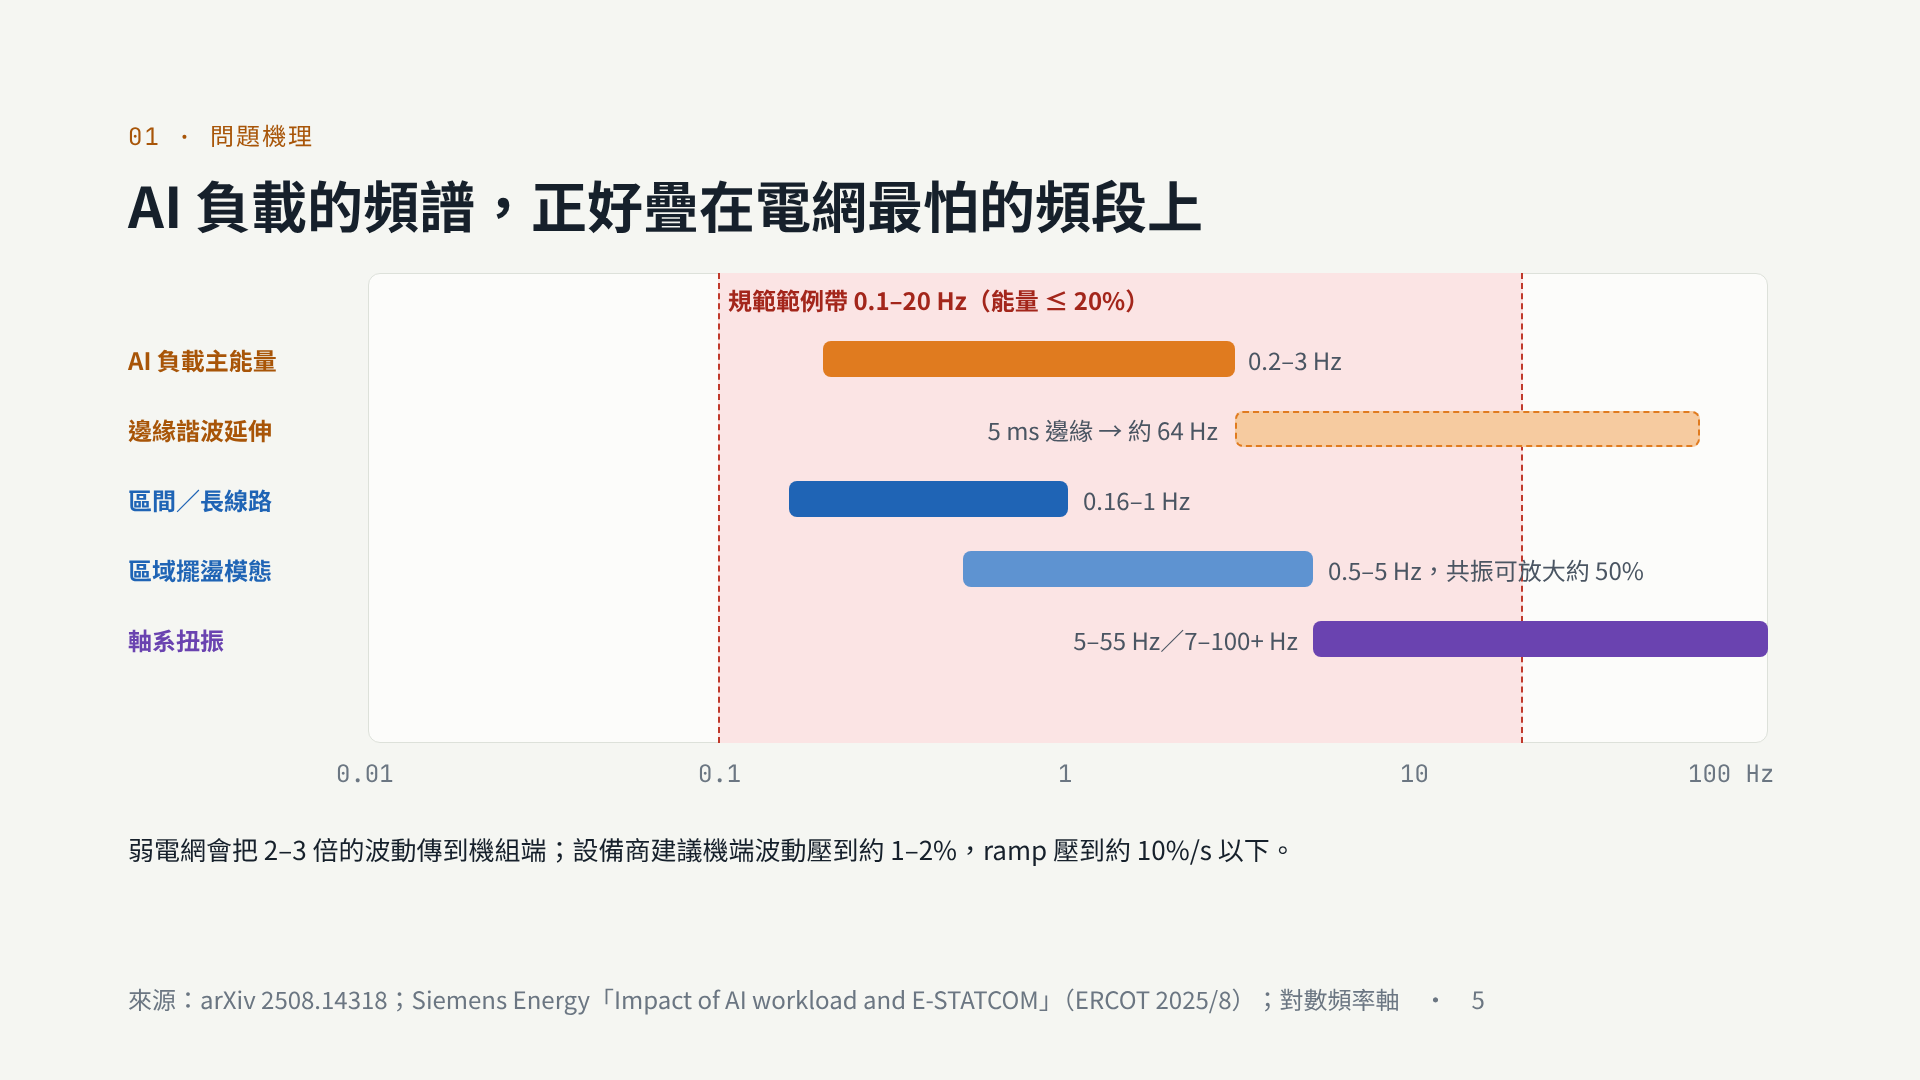 01 · 問題機理
AI 負載的頻譜，正好疊在電網最怕的頻段上
規範範例帶 0.1–20 Hz（能量 ≤ 20%）
AI 負載主能量
0.2–3 Hz
邊緣諧波延伸
5 ms 邊緣 → 約 64 Hz
區間／長線路
0.16–1 Hz
區域擺盪模態
0.5–5 Hz，共振可放大約 50%
軸系扭振
5–55 Hz／7–100+ Hz
0.01
0.1
1
10
100 Hz
弱電網會把 2–3 倍的波動傳到機組端；設備商建議機端波動壓到約 1–2%，ramp 壓到約 10%/s 以下。
來源：arXiv 2508.14318；Siemens Energy「Impact of AI workload and E-STATCOM」（ERCOT 2025/8）；對數頻率軸 · 5